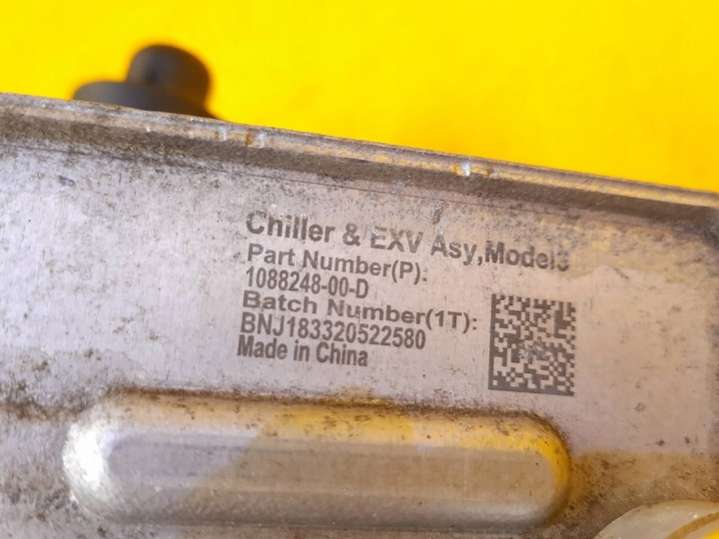 Chiller & EXV Asy,Model3
Part Number(P):
1088248-00-D
Batch Number(1T):
BNJ183320522580
Made in China